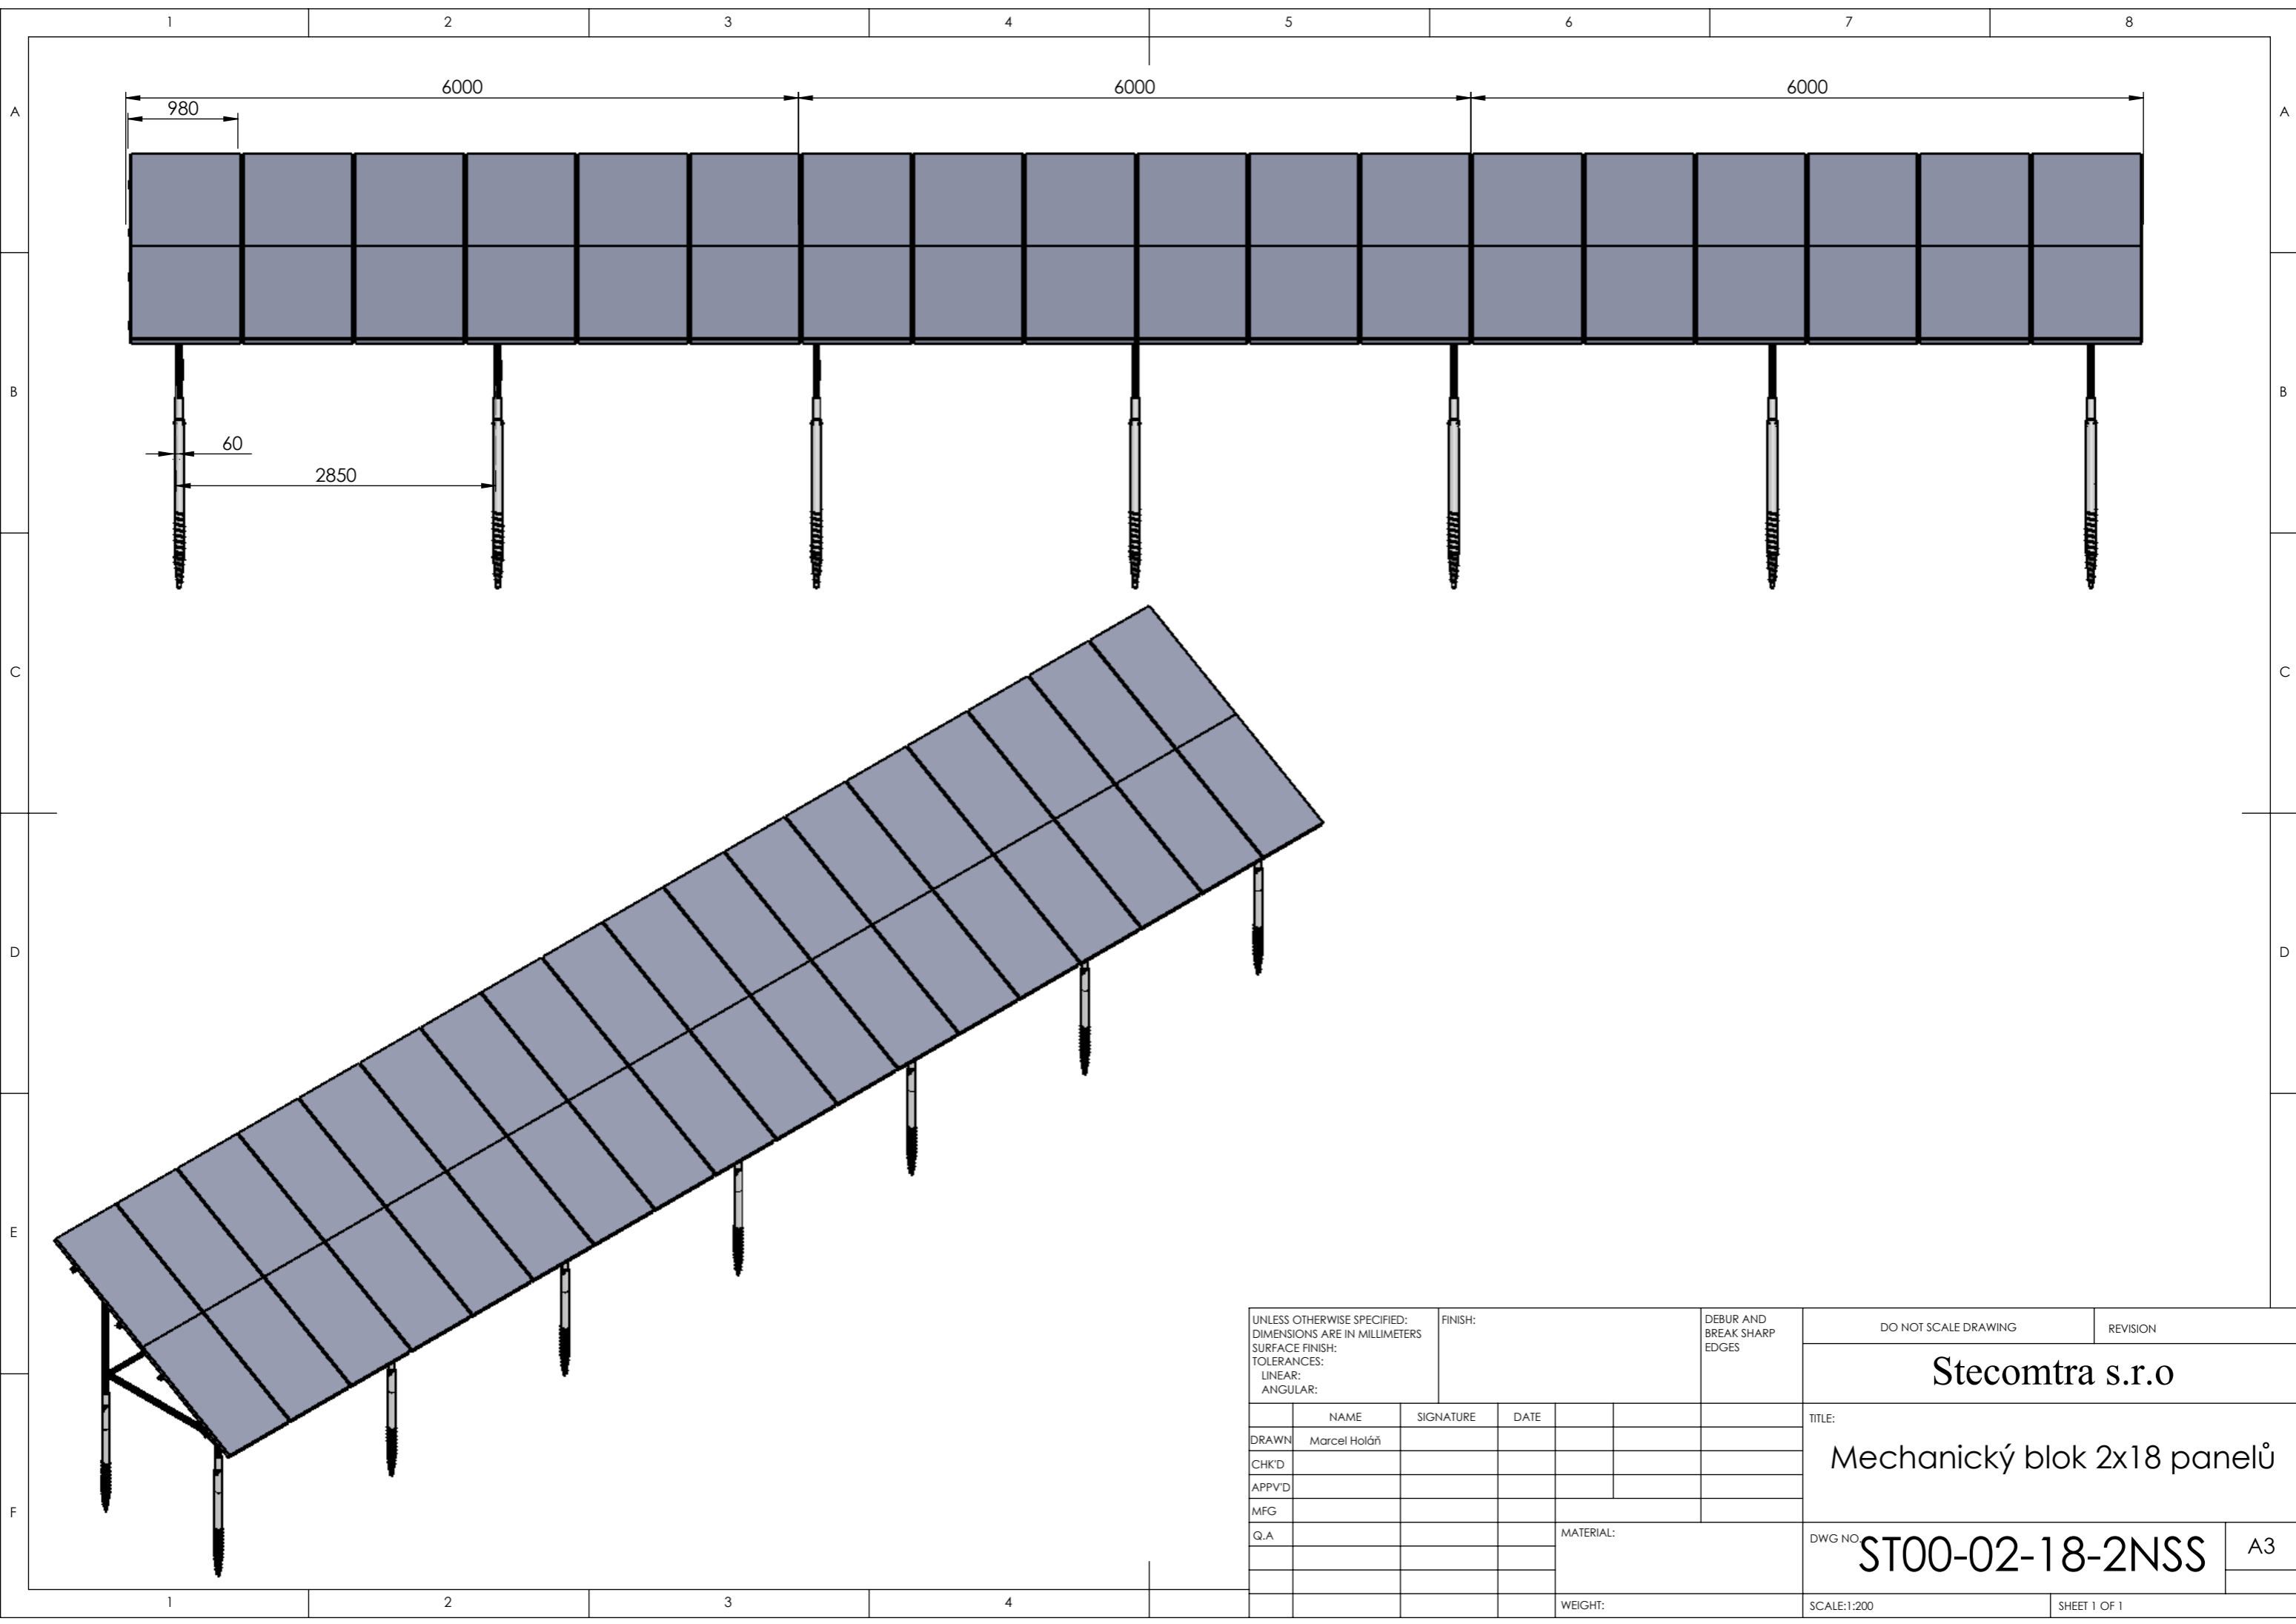 1 2 3 4 5 6 7 8
6000 6000 6000
A 980 A
B 60 B
2850
C C
D D
E
F
UNLESS OTHERWISE SPECIFIED:
DIMENSIONS ARE IN MILLIMETERS
SURFACE FINISH:
TOLERANCES:
LINEAR:
ANGULAR:
FINISH:
DEBUR AND
BREAK SHARP
EDGES
DO NOT SCALE DRAWING
REVISION
Stecomtra s.r.o
NAME SIGNATURE DATE
DRAWN Marcel Holáň
CHK'D
APPV'D
MFG
Q.A
MATERIAL:
WEIGHT:
TITLE:
Mechanický blok 2x18 panelů
DWG NO.
ST00-02-18-2NSS
A3
SCALE:1:200
SHEET 1 OF 1
1 2 3 4